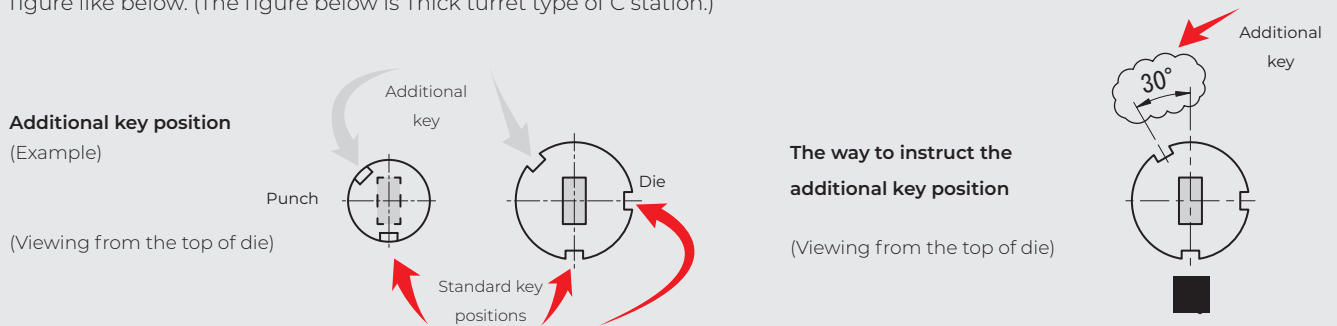 figure like below. (The figure below is Thick turret type of C station.)
Additional key position
(Example)
Punch
(Viewing from the top of die)
Additional
key
Die
Standard key
positions
The way to instruct the
additional key position
(Viewing from the top of die)
30°
Additional
key